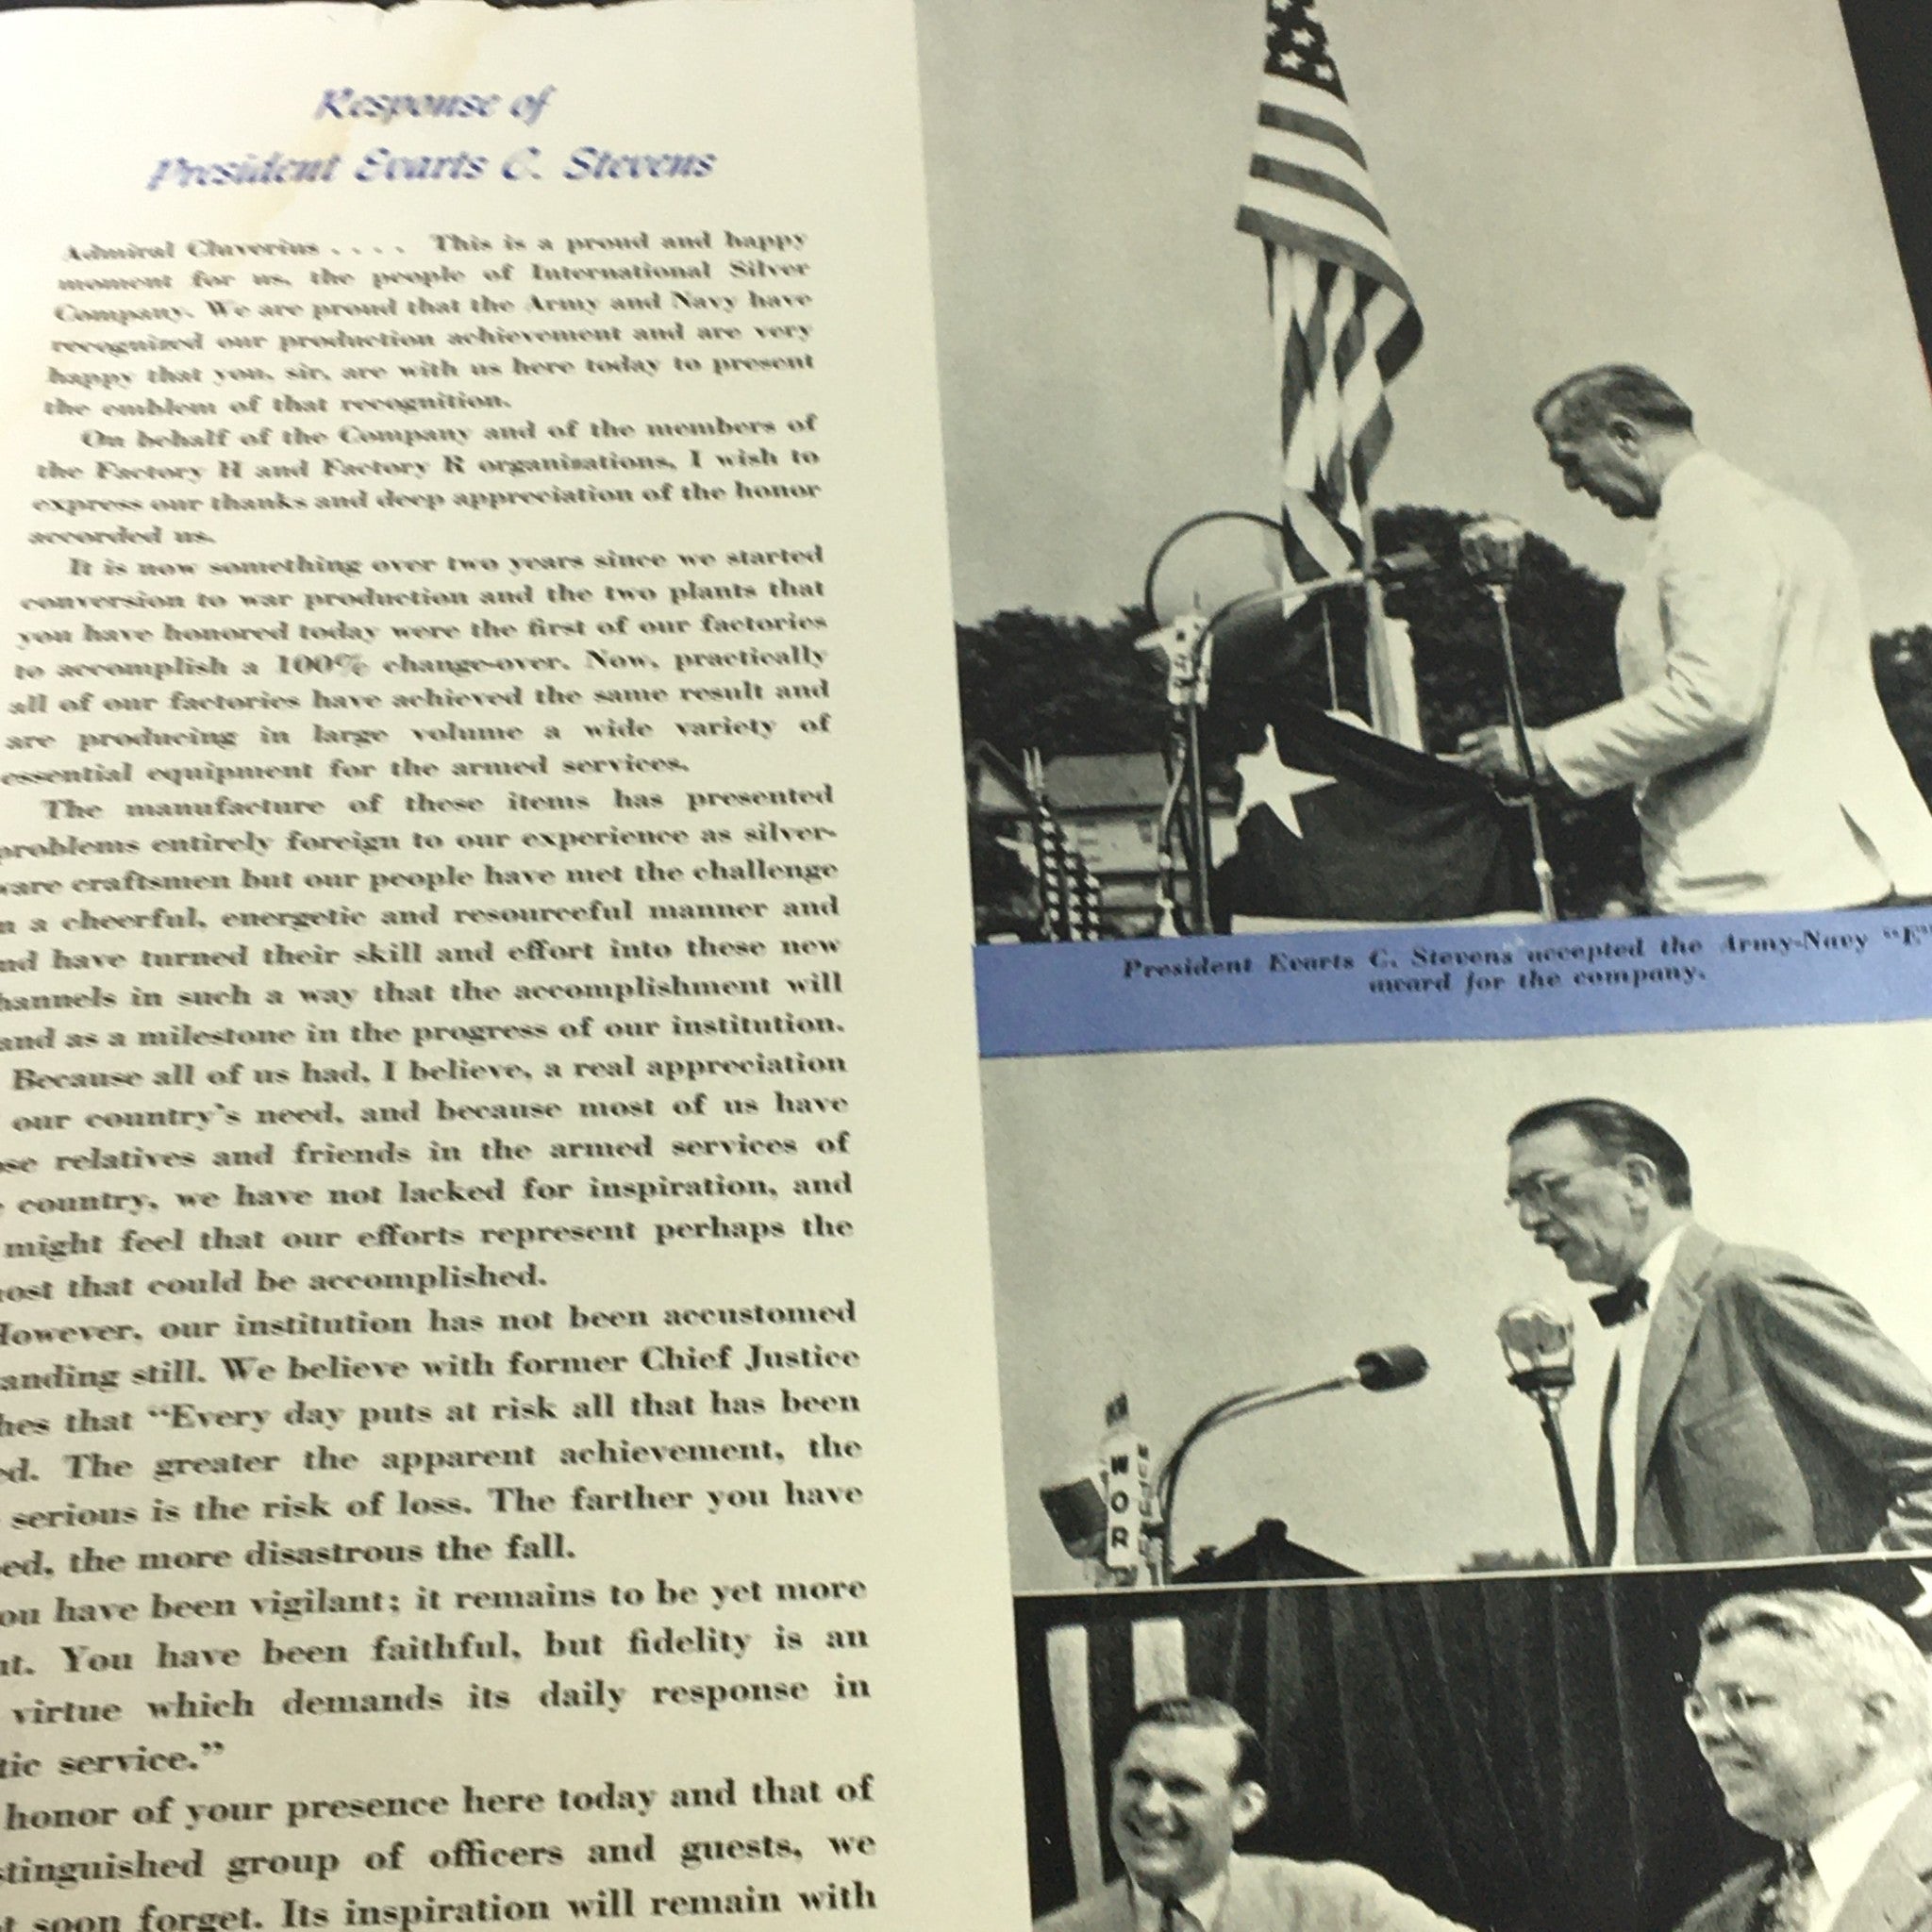 Response of
President Evarts C. Stevens
Admiral Claverius . . . . This is a proud and happy
moment for us, the people of International Silver
Company. We are proud that the Army and Navy have
recognized our production achievement and are very
happy that you, sir, are with us here today to present
the emblem of that recognition.
On behalf of the Company and of the members of
the Factory H and Factory R organizations, I wish to
express our thanks and deep appreciation of the honor
accorded us.
It is now something over two years since we started
conversion to war production and the two plants that
you have honored today were the first of our factories
to accomplish a 100% change-over. Now, practically
all of our factories have achieved the same result and
are producing in large volume a wide variety of
essential equipment for the armed services.
The manufacture of these items has presented
problems entirely foreign to our experience as silver-
ware craftsmen but our people have met the challenge
n a cheerful, energetic and resourceful manner and
nd have turned their skill and effort into these new
hannels in such a way that the accomplishment will
and as a milestone in the progress of our institution.
Because all of us had, I believe, a real appreciation
our country's need, and because most of us have
ose relatives and friends in the armed services of
country, we have not lacked for inspiration, and
might feel that our efforts represent perhaps the
ost that could be accomplished.
However, our institution has not been accustomed
anding still. We believe with former Chief Justice
hes that "Every day puts at risk all that has been
ed. The greater the apparent achievement, the
serious is the risk of loss. The farther you have
ed, the more disastrous the fall.
ou have been vigilant; it remains to be yet more
nt. You have been faithful, but fidelity is an
virtue which demands its daily response in
tic service."
honor of your presence here today and that of
stinguished group of officers and guests, we
t soon forget. Its inspiration will remain with
President Evarts C. Stevens accepted the Army-Navy "E"
award for the company.
WOR